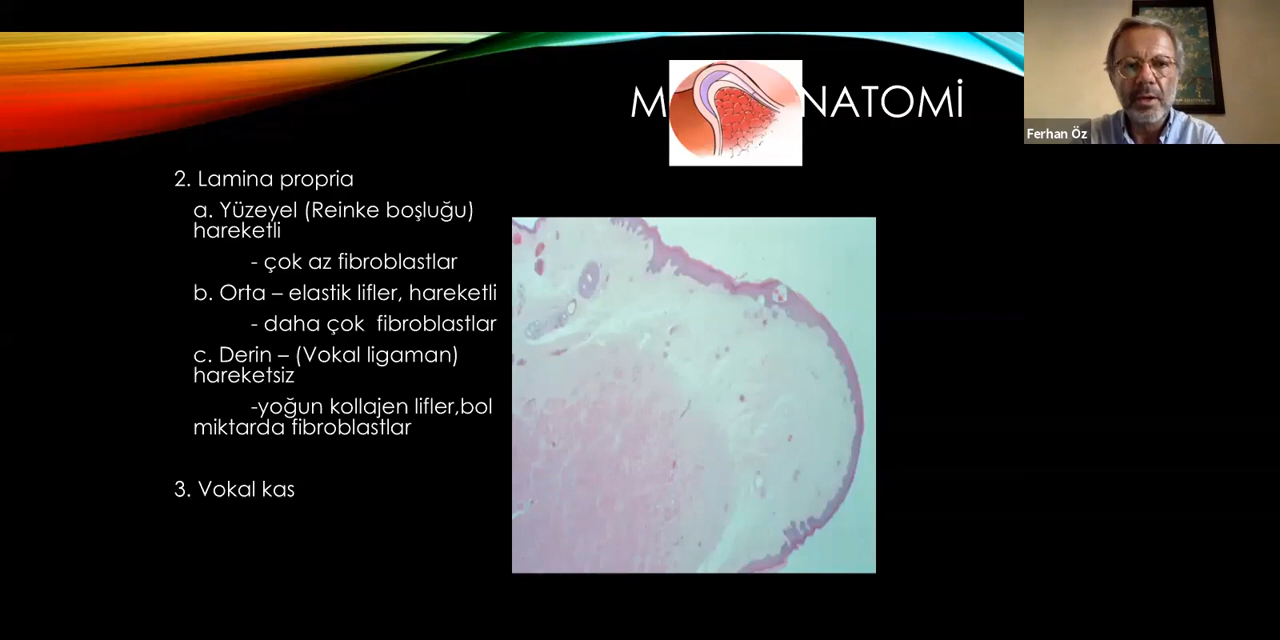 M NATOMİ
Ferhan Öz
2. Lamina propria
a. Yüzeyel (Reinke boşluğu)
hareketli
- çok az fibroblastlar
b. Orta – elastik lifler, hareketli
- daha çok fibroblastlar
c. Derin – (Vokal ligaman)
hareketsiz
-yoğun kollajen lifler,bol
miktarda fibroblastlar
3. Vokal kas